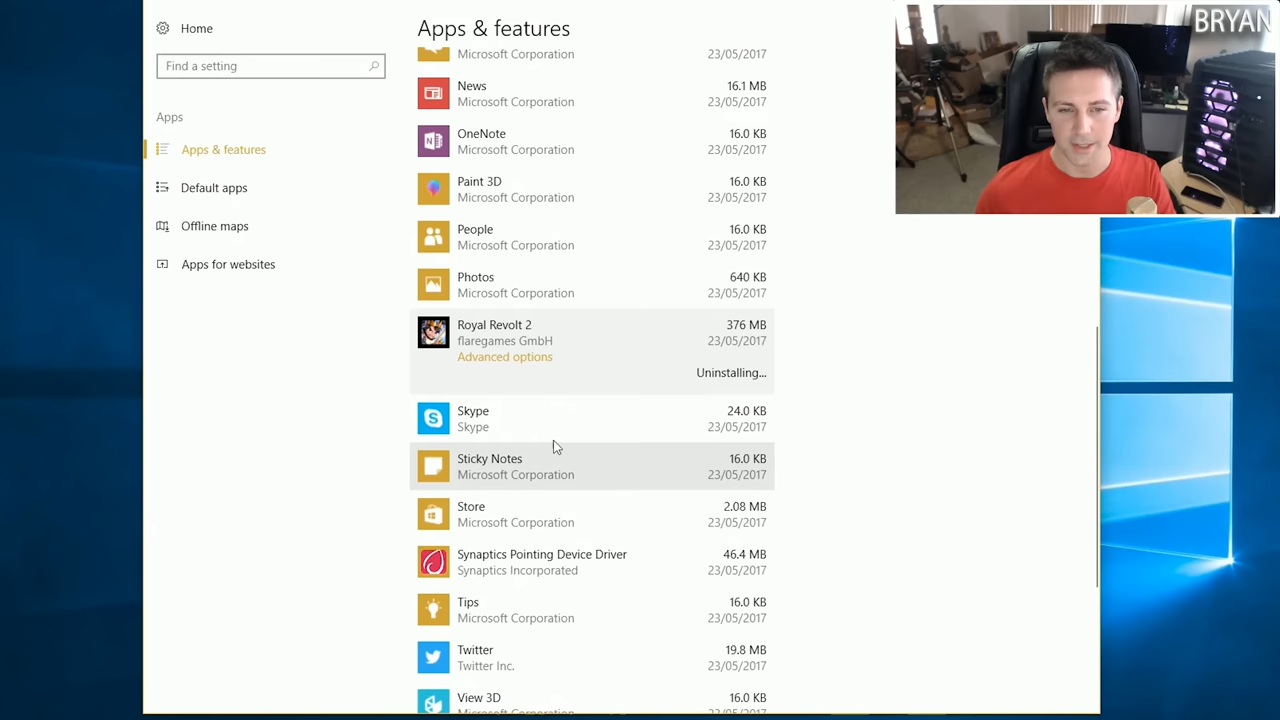 BRYAN
Home
Find a setting
Apps
Apps & features
Default apps
Offline maps
Apps for websites
Apps & features
Microsoft Corporation 23/05/2017
News 16.1 MB
Microsoft Corporation 23/05/2017
OneNote 16.0 KB
Microsoft Corporation 23/05/2017
Paint 3D 16.0 KB
Microsoft Corporation 23/05/2017
People 16.0 KB
Microsoft Corporation 23/05/2017
Photos 640 KB
Microsoft Corporation 23/05/2017
Royal Revolt 2 376 MB
flaregames GmbH 23/05/2017
Advanced options
Uninstalling...
Skype 24.0 KB
Skype 23/05/2017
Sticky Notes 16.0 KB
Microsoft Corporation 23/05/2017
Store 2.08 MB
Microsoft Corporation 23/05/2017
Synaptics Pointing Device Driver 46.4 MB
Synaptics Incorporated 23/05/2017
Tips 16.0 KB
Microsoft Corporation 23/05/2017
Twitter 19.8 MB
Twitter Inc. 23/05/2017
View 3D 16.0 KB
Microsoft Corporation 23/05/2017